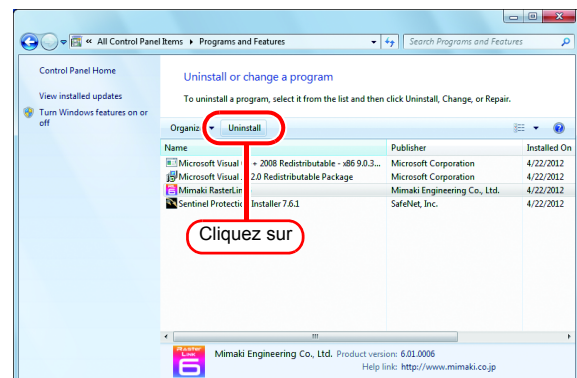 « All Control Panel Items ▸ Programs and Features
Search Programs and Features
Control Panel Home
View installed updates
Turn Windows features on or off
Uninstall or change a program
To uninstall a program, select it from the list and then click Uninstall, Change, or Repair.
Organiz
Uninstall
Name Publisher Installed On
Microsoft Visual + 2008 Redistributable - x86 9.0.3... Microsoft Corporation 4/22/2012
Microsoft Visual 2.0 Redistributable Package Microsoft Corporation 4/22/2012
Mimaki RasterLin Mimaki Engineering Co., Ltd. 4/22/2012
Sentinel Protectio Installer 7.6.1 SafeNet, Inc. 4/22/2012
Cliquez sur
RASTER LINK 6
Mimaki Engineering Co., Ltd. Product version: 6.01.0006
Help link: http://www.mimaki.co.jp